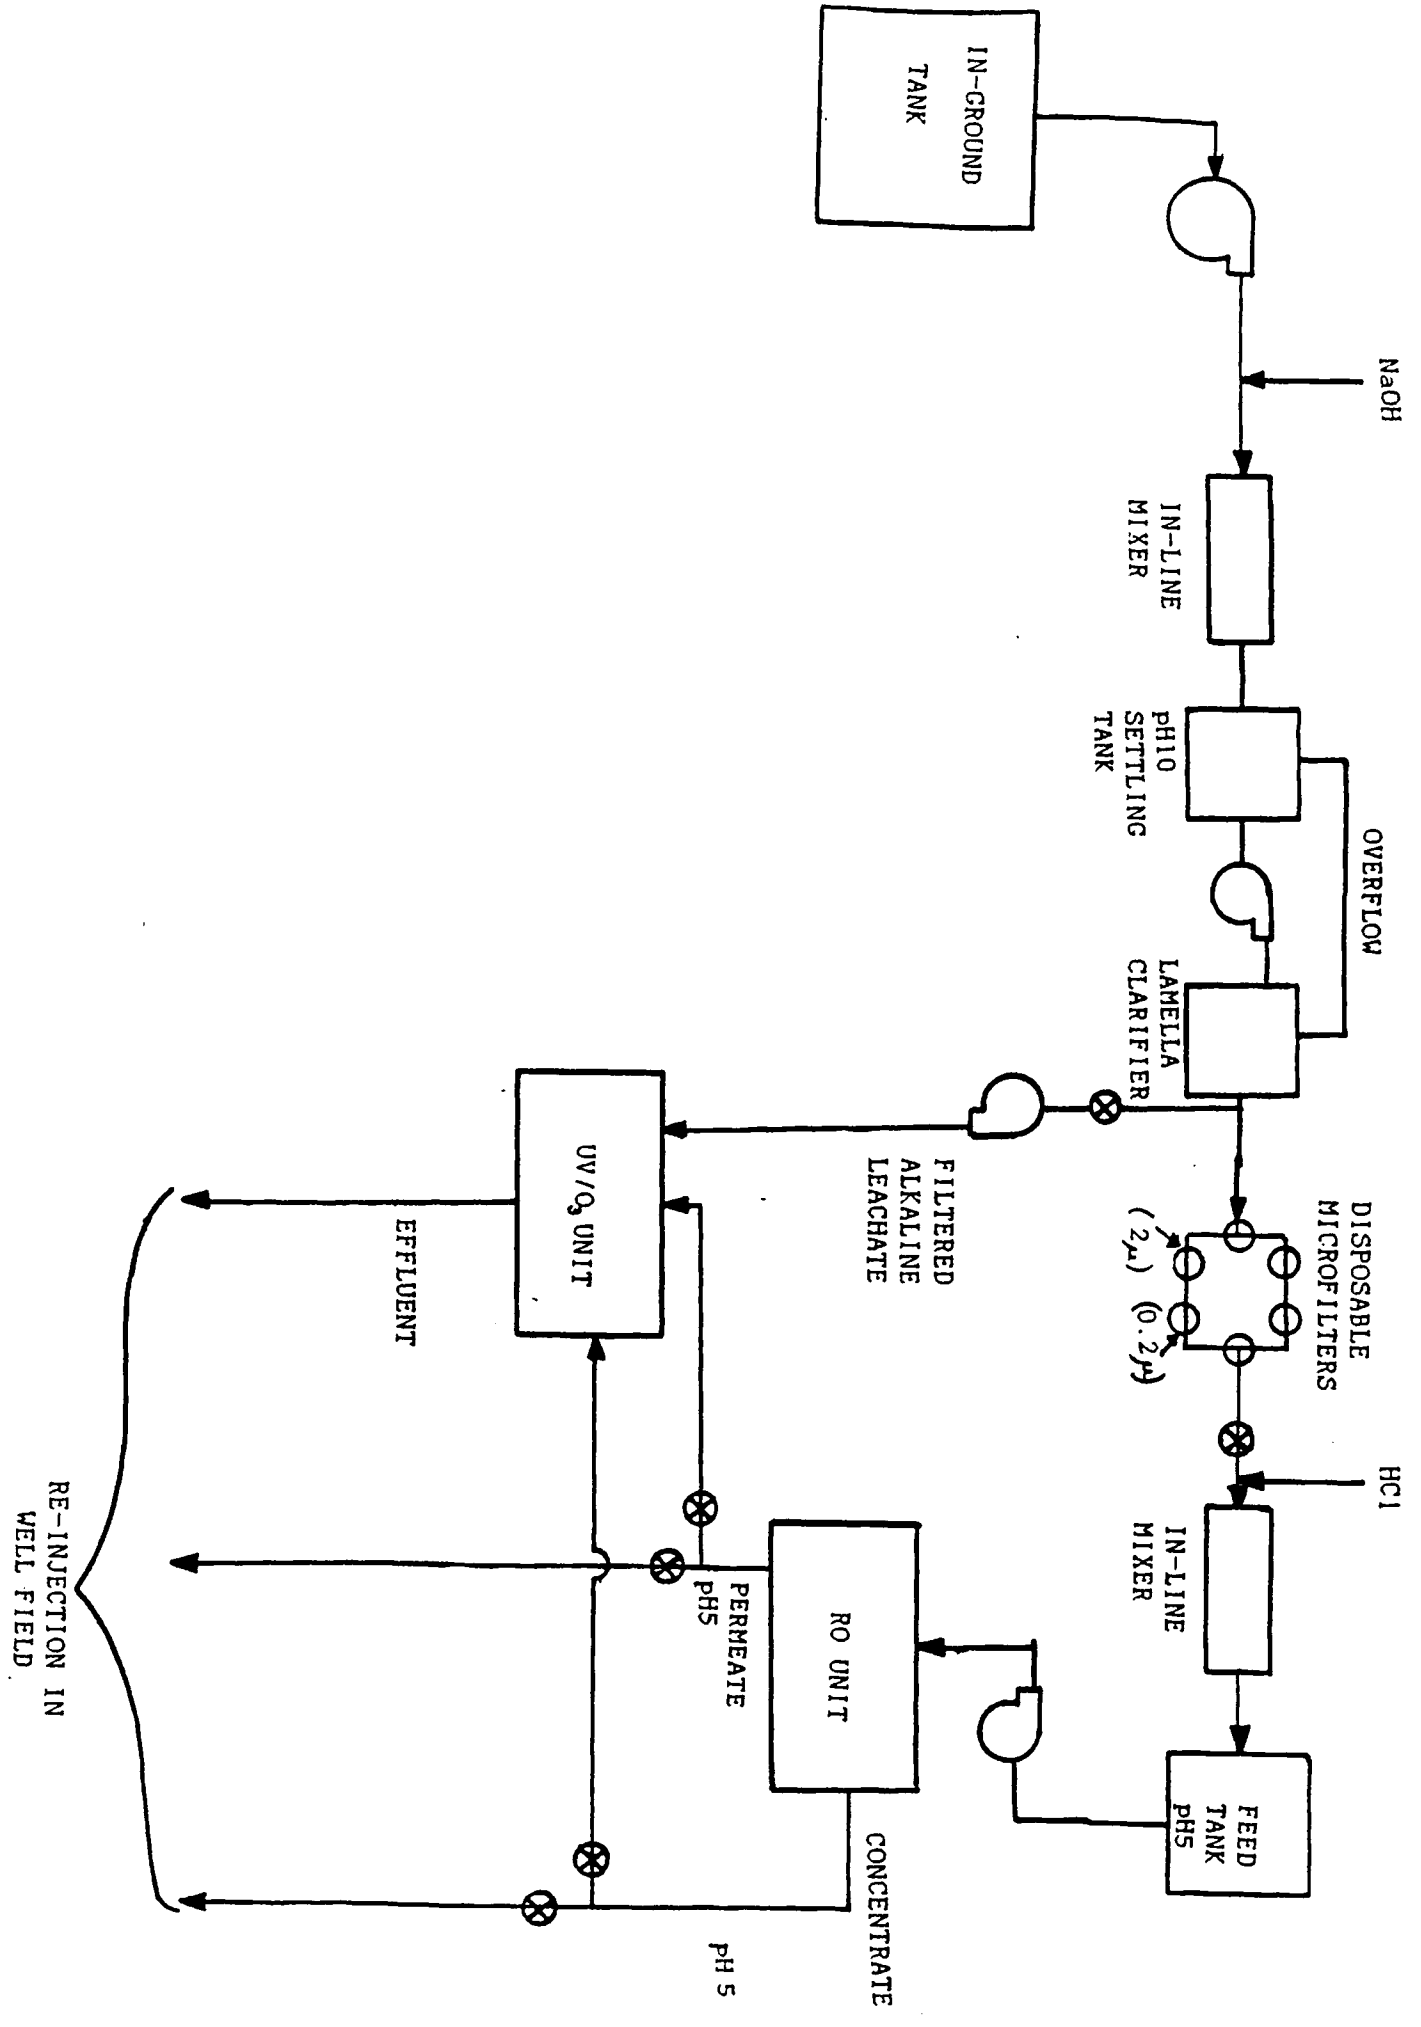 NaOH
OVERFLOW
HCl
DISPOSABLE
MICROFILTERS
IN-GROUND
TANK
IN-LINE
MIXER
pH10
SETTLING
TANK
LAMELLA
CLARIFIER
(2μ)
(0.2μ)
IN-LINE
MIXER
FEED
TANK
pH5
FILTERED
ALKALINE
LEACHATE
UV/O₃ UNIT
RO UNIT
CONCENTRATE
PERMEATE
pH5
pH 5
EFFLUENT
RE-INJECTION IN
WELL FIELD